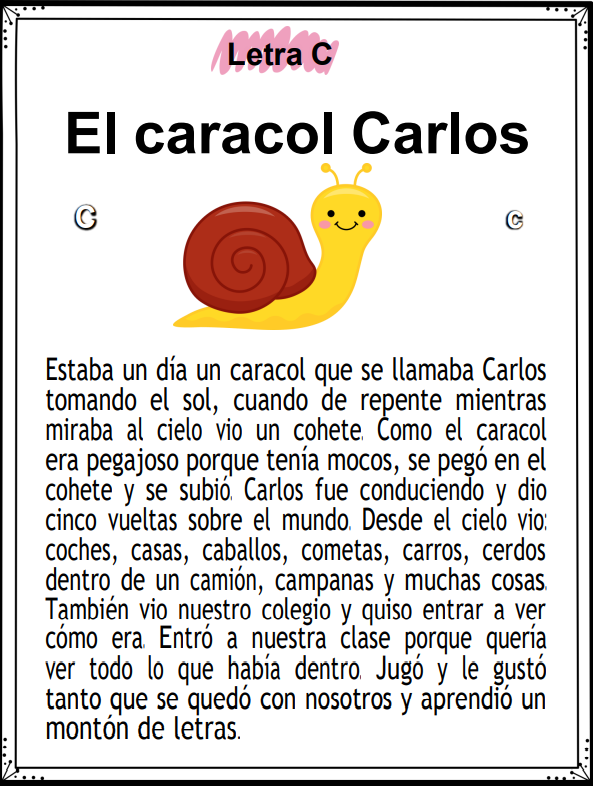 Letra C
El caracol Carlos
C
c
Estaba un día un caracol que se llamaba Carlos
tomando el sol, cuando de repente mientras
miraba al cielo vio un cohete. Como el caracol
era pegajoso porque tenía mocos, se pegó en el
cohete y se subió. Carlos fue conduciendo y dio
cinco vueltas sobre el mundo. Desde el cielo vio:
coches, casas, caballos, cometas, carros, cerdos
dentro de un camión, campanas y muchas cosas.
También vio nuestro colegio y quiso entrar a ver
cómo era. Entró a nuestra clase porque quería
ver todo lo que había dentro. Jugó y le gustó
tanto que se quedó con nosotros y aprendió un
montón de letras.